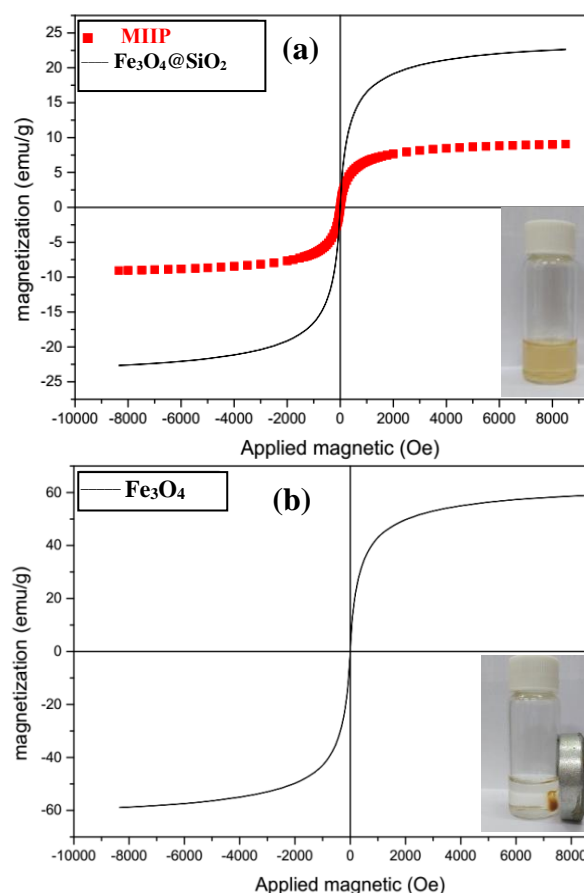 MIIP
Fe₃O₄@SiO₂
(a)
25
20
15
10
5
0
-5
-10
-15
-20
-25
magnetization (emu/g)
-10000 -8000 -6000 -4000 -2000 0 2000 4000 6000 8000
Applied magnetic (Oe)
Fe₃O₄
(b)
60
40
20
0
-20
-40
-60
magnetization (emu/g)
-10000 -8000 -6000 -4000 -2000 0 2000 4000 6000 8000
Applied magnetic (Oe)